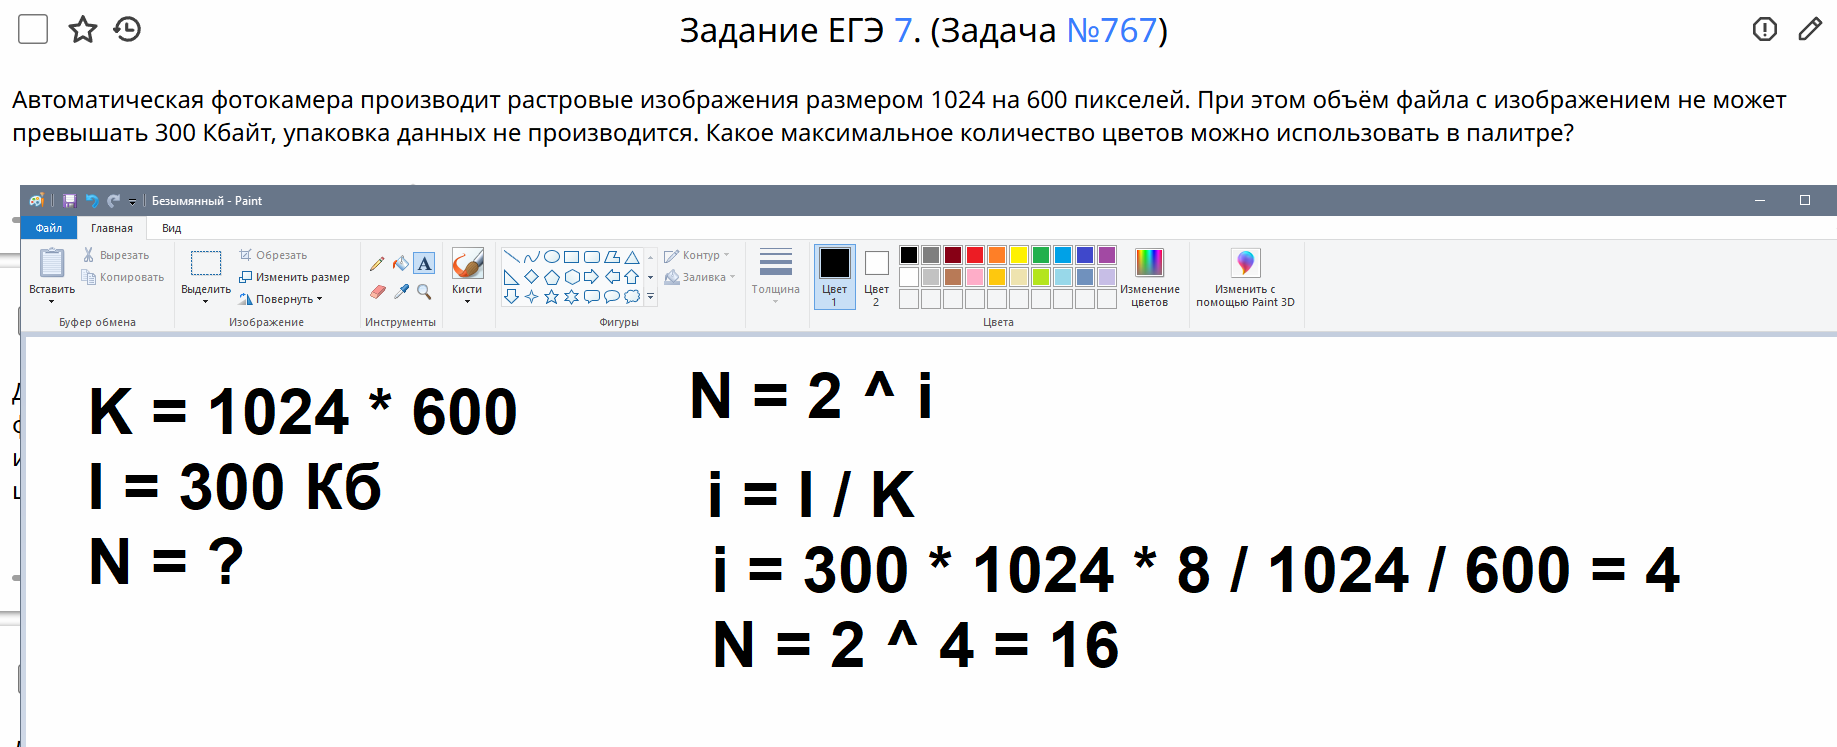 Задание ЕГЭ 7. (Задача №767)
Автоматическая фотокамера производит растровые изображения размером 1024 на 600 пикселей. При этом объём файла с изображением не может
превышать 300 Кбайт, упаковка данных не производится. Какое максимальное количество цветов можно использовать в палитре?
Безымянный - Paint
Файл Главная Вид
Вставить
Вырезать
Копировать
Буфер обмена
Выделить
Обрезать
Изменить размер
Повернуть
Изображение
A
Инструменты
Кисти
Контур
Заливка
Фигуры
Толщина
Цвет 1
Цвет 2
Изменение цветов
Цвета
Изменить с помощью Paint 3D
K = 1024 * 600
I = 300 Кб
N = ?
N = 2 ^ i
i = I / K
i = 300 * 1024 * 8 / 1024 / 600 = 4
N = 2 ^ 4 = 16